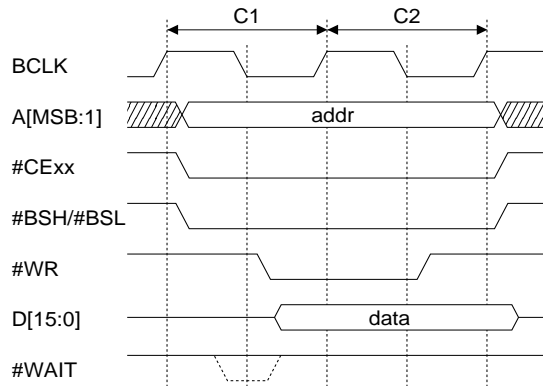 C1 C2
BCLK
A[MSB:1] addr
#CExx
#BSH/#BSL
#WR
D[15:0] data
#WAIT